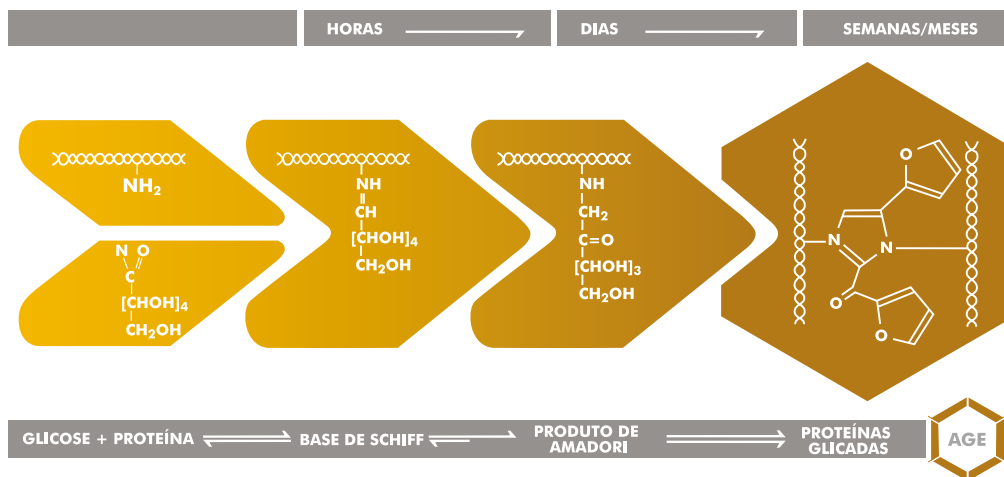 HORAS
DIAS
SEMANAS/MESES
NH₂
N O
C
[CHOH]₄
CH₂OH
NH
CH
[CHOH]₄
CH₂OH
NH
CH₂
C=O
[CHOH]₃
CH₂OH
O
N
N
O
O
GLICOSE + PROTEÍNA
BASE DE SCHIFF
PRODUTO DE
AMADORI
PROTEÍNAS
GLICADAS
AGE